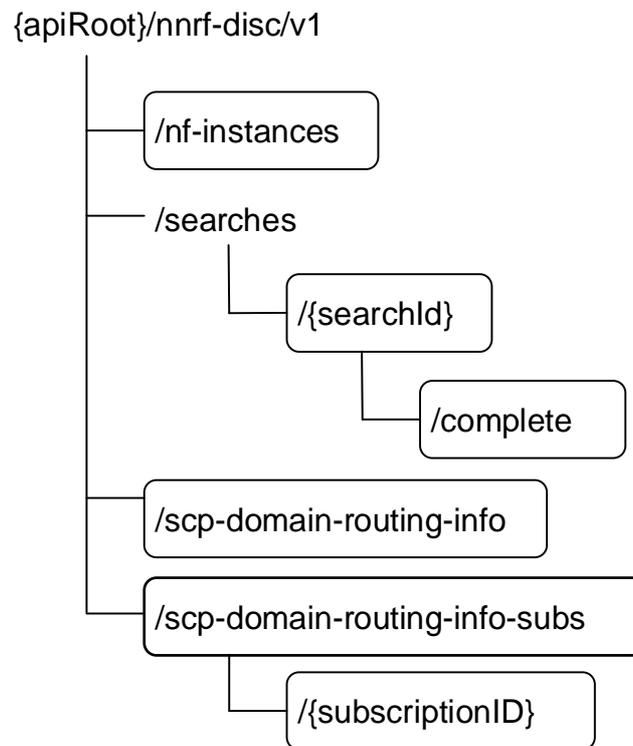 {apiRoot}/nnrf-disc/v1
/nf-instances
/searches
/{searchId}
/complete
/scp-domain-routing-info
/scp-domain-routing-info-subs
/{subscriptionID}